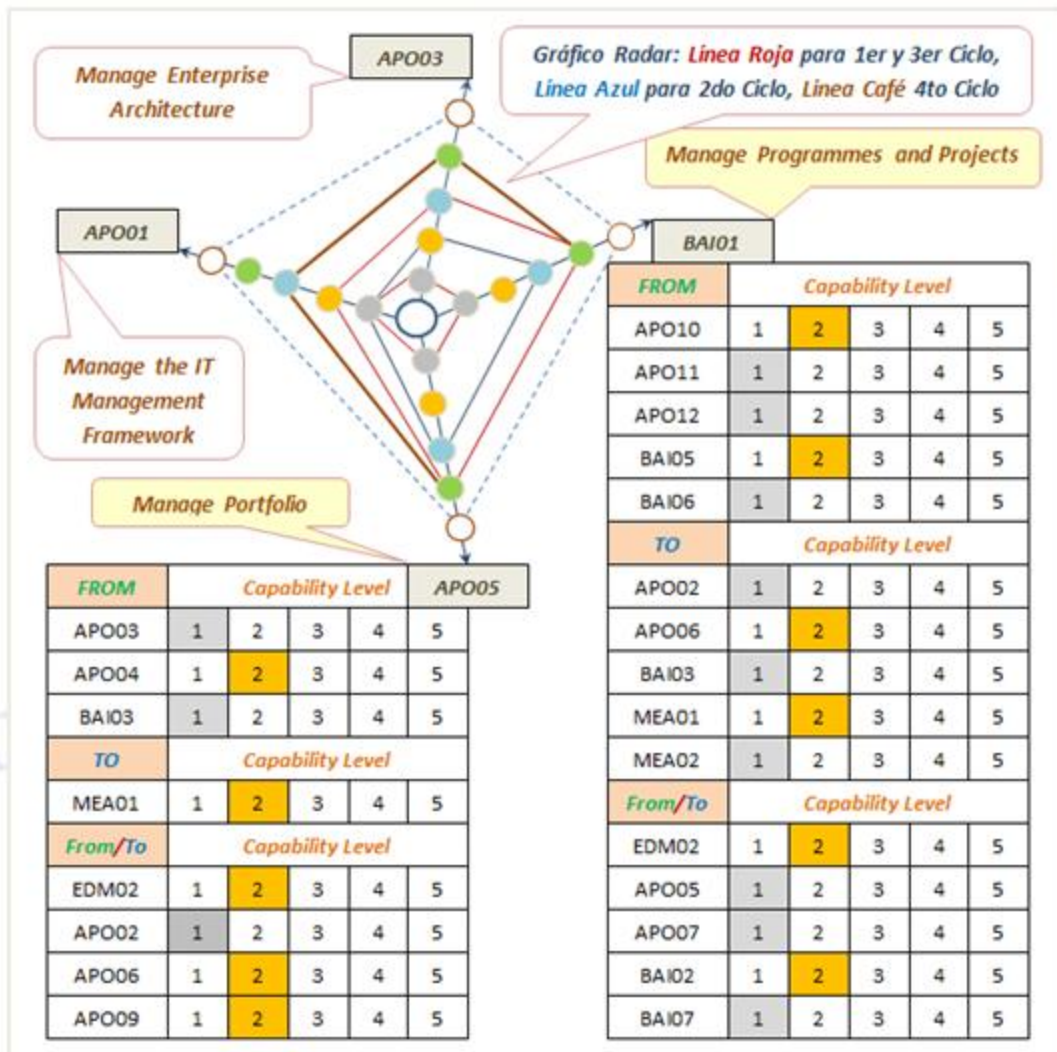 APO03
Manage Enterprise
Architecture
Gráfico Radar: Línea Roja para 1er y 3er Ciclo,
Línea Azul para 2do Ciclo, Linea Café 4to Ciclo
Manage Programmes and Projects
APO01
BAI01
Manage the IT
Management
Framework
Manage Portfolio
APO05
FROM Capability Level
APO03 1 2 3 4 5
APO04 1 2 3 4 5
BAI03 1 2 3 4 5
TO Capability Level
MEA01 1 2 3 4 5
From/To Capability Level
EDM02 1 2 3 4 5
APO02 1 2 3 4 5
APO06 1 2 3 4 5
APO09 1 2 3 4 5
FROM Capability Level
APO10 1 2 3 4 5
APO11 1 2 3 4 5
APO12 1 2 3 4 5
BAI05 1 2 3 4 5
BAI06 1 2 3 4 5
TO Capability Level
APO02 1 2 3 4 5
APO06 1 2 3 4 5
BAI03 1 2 3 4 5
MEA01 1 2 3 4 5
MEA02 1 2 3 4 5
From/To Capability Level
EDM02 1 2 3 4 5
APO05 1 2 3 4 5
APO07 1 2 3 4 5
BAI02 1 2 3 4 5
BAI07 1 2 3 4 5